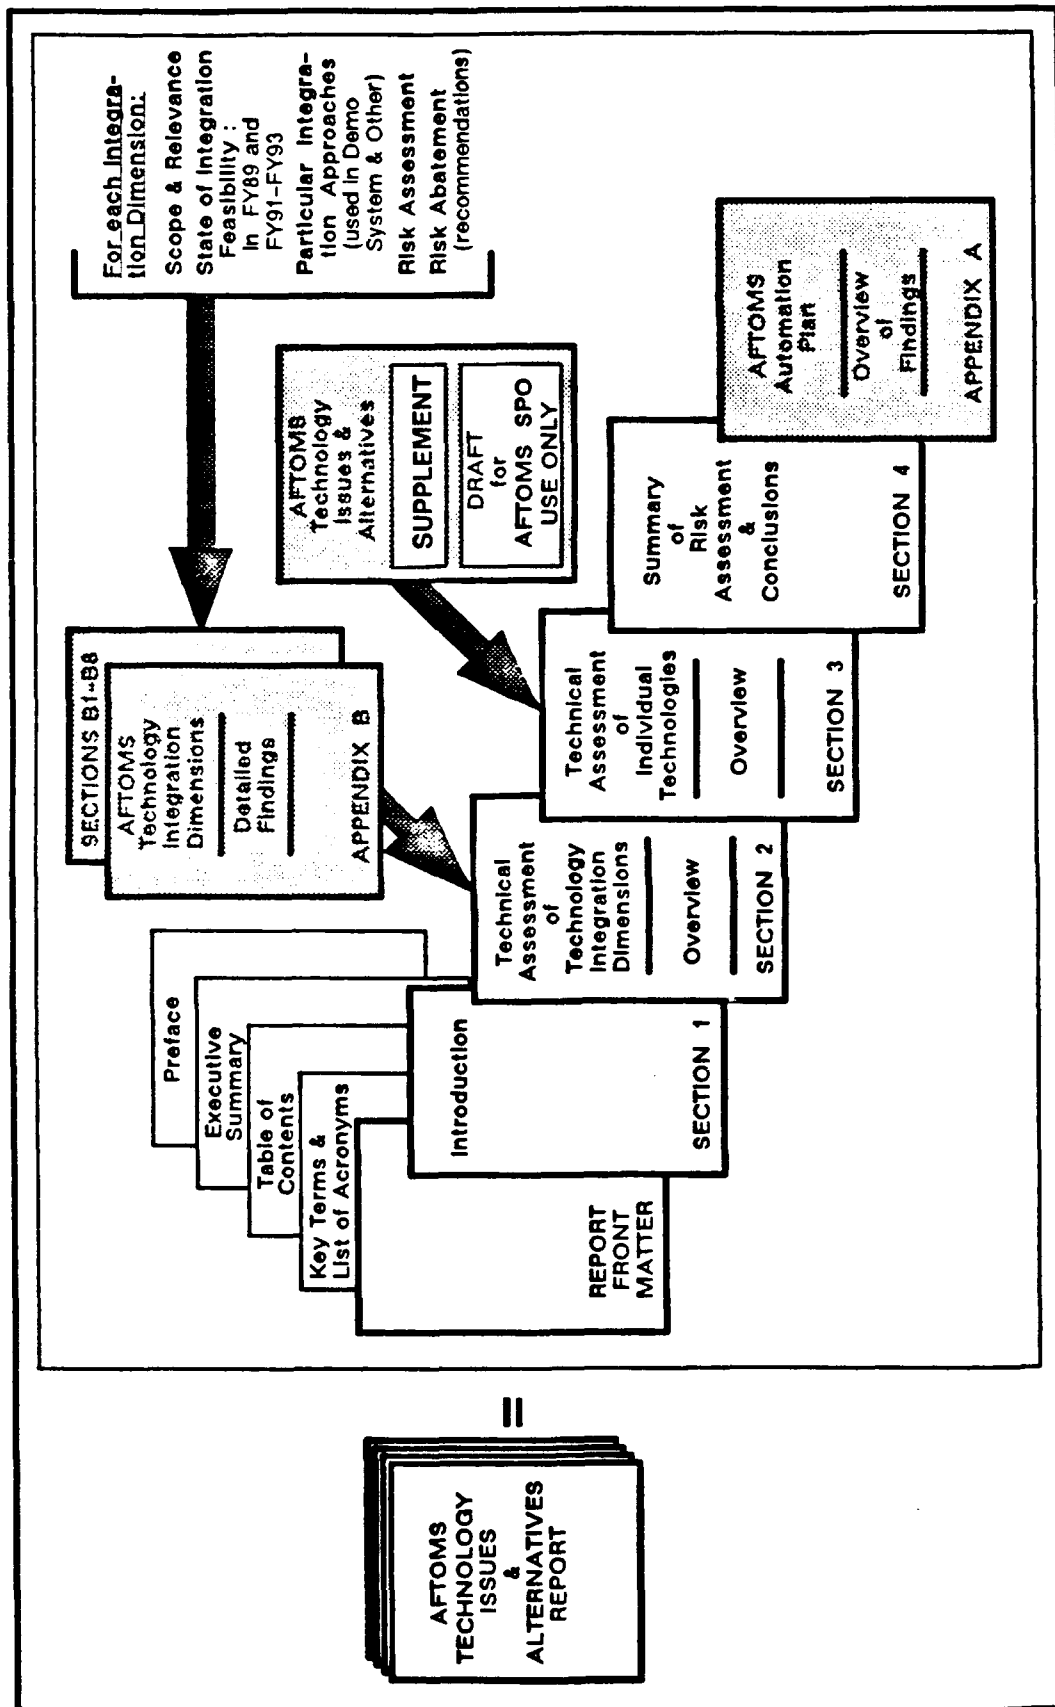 AFTOMS
TECHNOLOGY
ISSUES
&
ALTERNATIVES
REPORT
=
Preface
Executive
Summary
Table of
Contents
Key Terms &
List of Acronyms
REPORT
FRONT
MATTER
Introduction
SECTION 1
SECTIONS B1-B8
AFTOMS
Technology
Integration
Dimensions
Detailed
Findings
APPENDIX B
Technical
Assessment
of
Technology
Integration
Dimensions
Overview
SECTION 2
AFTOMS
Technology
Issues &
Alternatives
SUPPLEMENT
DRAFT
for
AFTOMS SPO
USE ONLY
Technical
Assessment
of
Individual
Technologies
Overview
SECTION 3
Summary
of
Risk
Assessment
&
Conclusions
SECTION 4
AFTOMS
Automation
Plan
Overview
of
Findings
APPENDIX A
For each Integra-
tion Dimension:
Scope & Relevance
State of Integration
Feasibility :
In FY89 and
FY91-FY93
Particular Integra-
tion Approaches
(used in Demo
System & Other)
Risk Assessment
Risk Abatement
(recommendations)